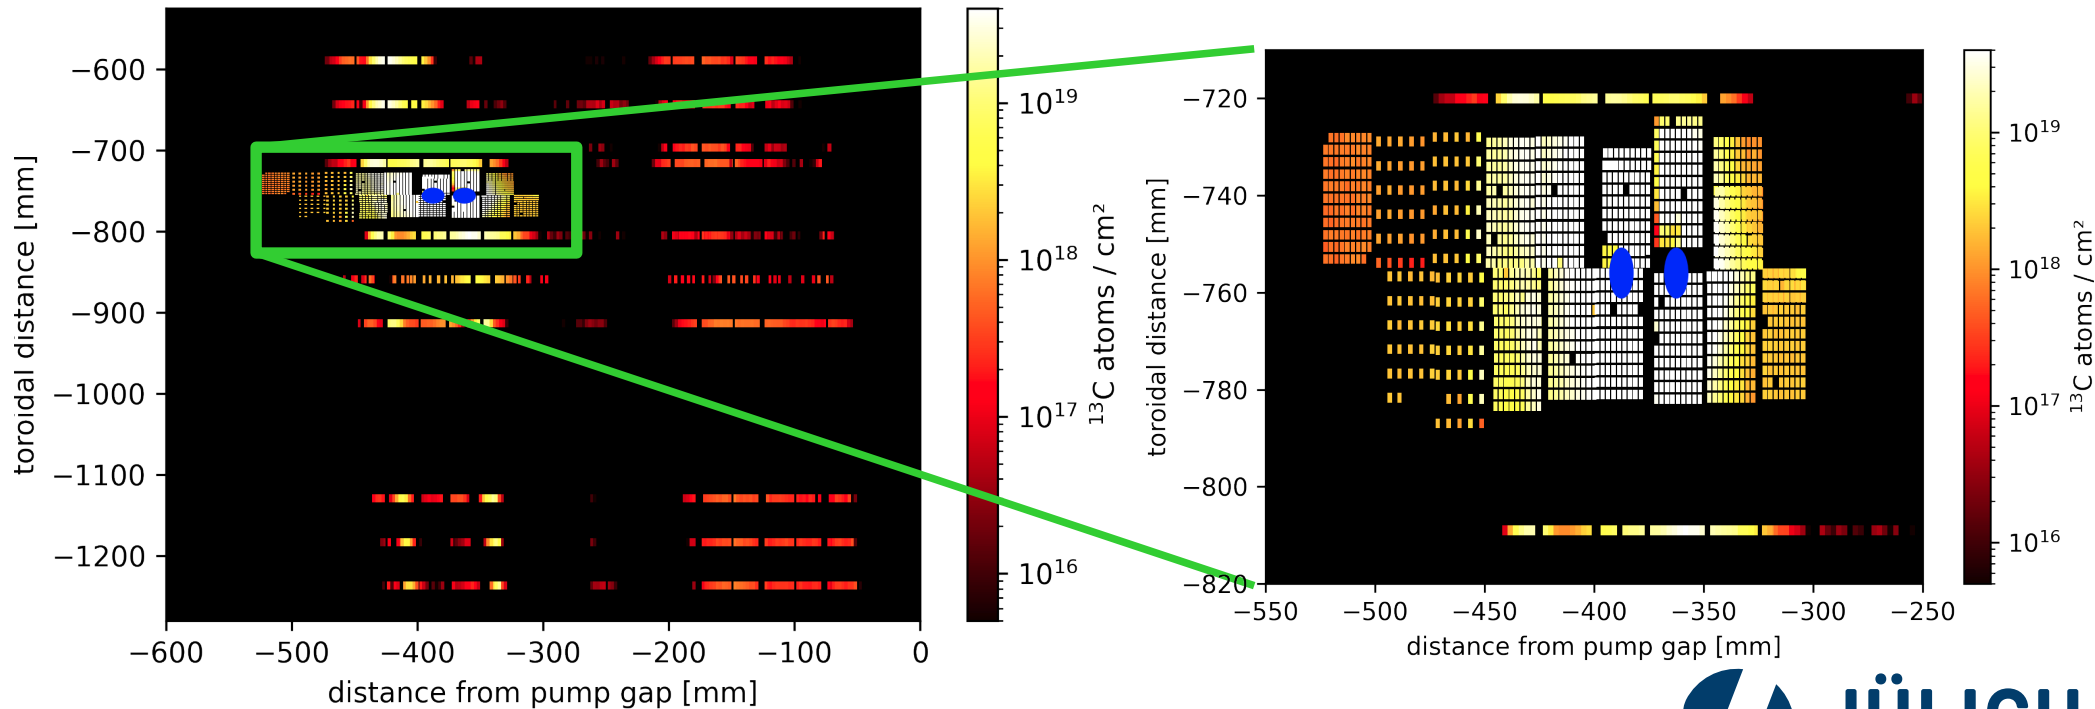 −600
−700
−800
−900
−1000
−1100
−1200
toroidal distance [mm]
−600 −500 −400 −300 −200 −100 0
distance from pump gap [mm]
10¹⁹
10¹⁸
10¹⁷
10¹⁶
¹³C atoms / cm²
−720
−740
−760
−780
−800
−820
toroidal distance [mm]
−550 −500 −450 −400 −350 −300 −250
distance from pump gap [mm]
10¹⁹
10¹⁸
10¹⁷
10¹⁶
¹³C atoms / cm²
JÜLICH